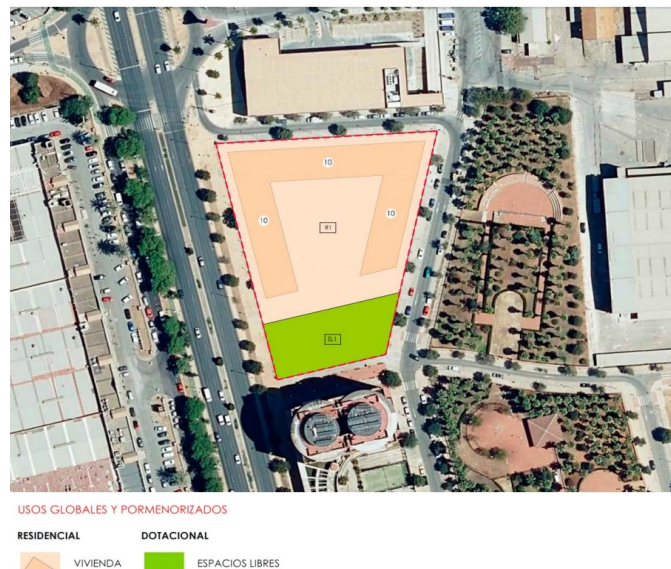 10
10
10
R1
EL1
USOS GLOBALES Y PORMENORIZADOS
RESIDENCIAL DOTACIONAL
VIVIENDA ESPACIOS LIBRES